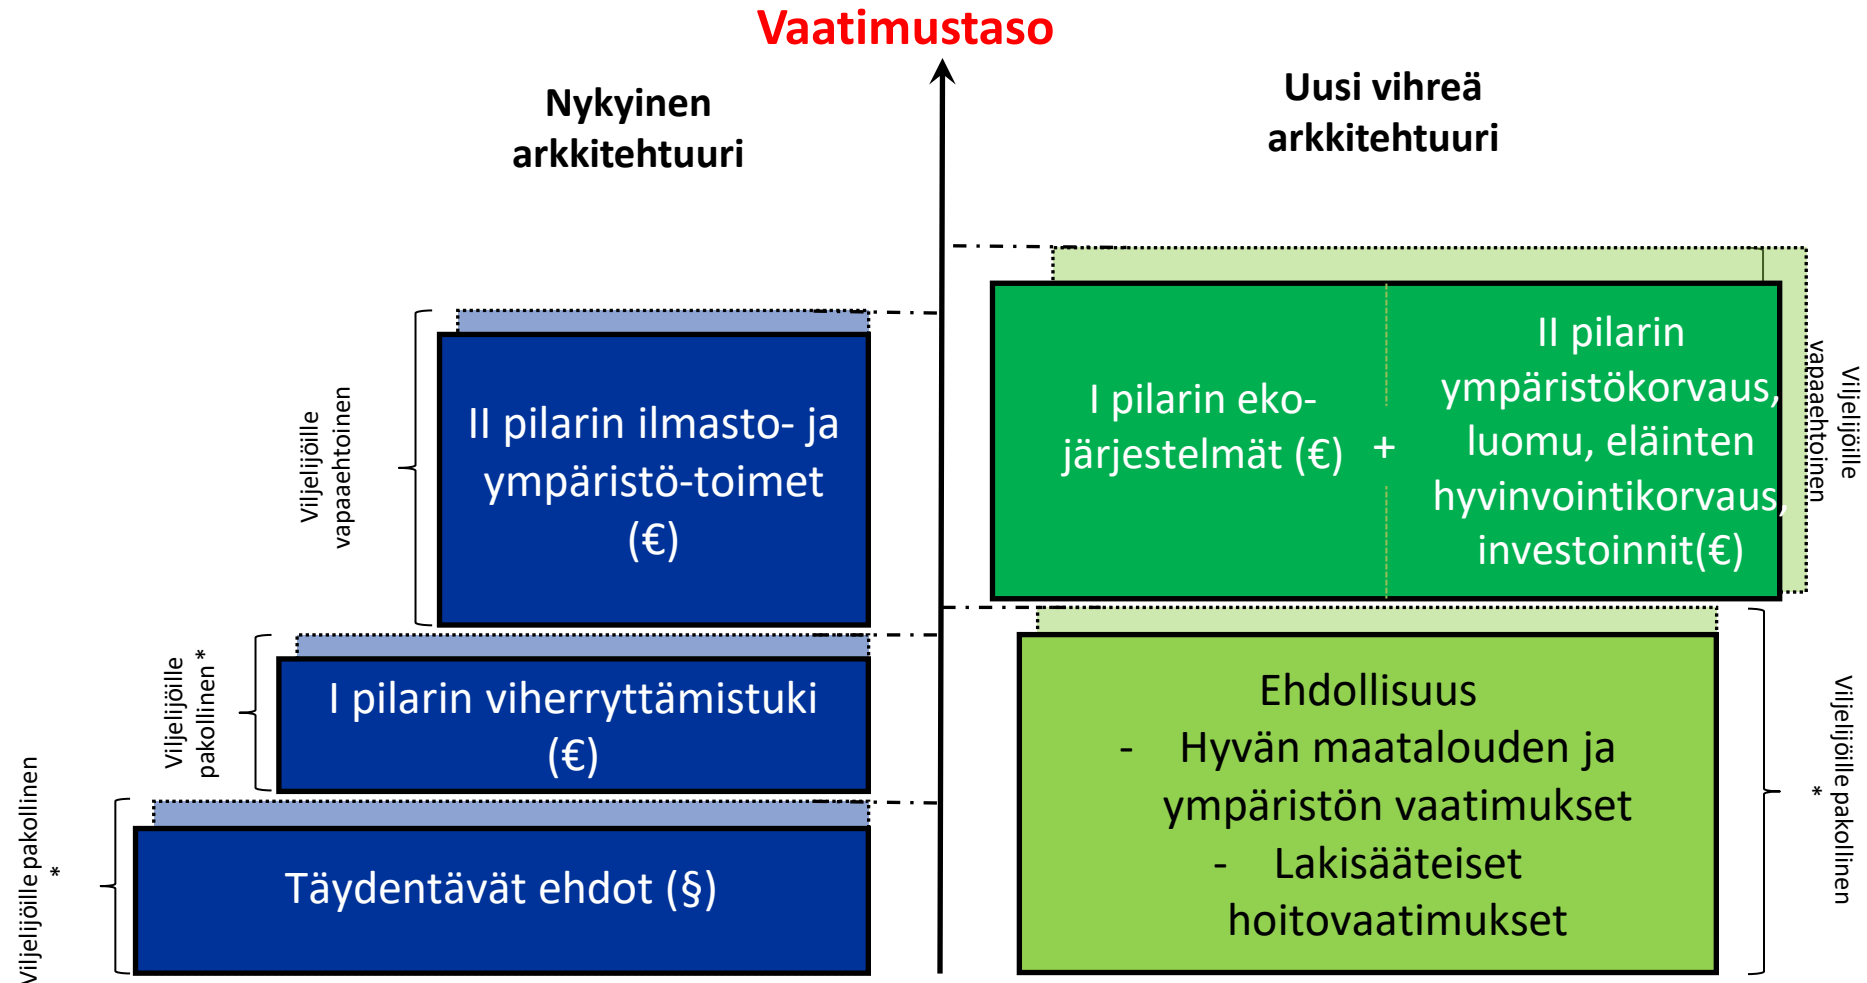 Vaatimustaso
Nykyinen
arkkitehtuuri
Uusi vihreä
arkkitehtuuri
Viljelijöille
vapaaehtoinen
II pilarin ilmasto- ja
ympäristö-toimet
(€)
Viljelijöille
pakollinen *
I pilarin viherryttämistuki
(€)
Viljelijöille pakollinen
*
Täydentävät ehdot (§)
I pilarin eko-
järjestelmät (€)
+
II pilarin
ympäristökorvaus,
luomu, eläinten
hyvinvointikorvaus,
investoinnit(€)
Viljelijöille
vapaaehtoinen
Ehdollisuus
- Hyvän maatalouden ja
ympäristön vaatimukset
- Lakisääteiset
hoitovaatimukset
Viljelijöille pakollinen
*